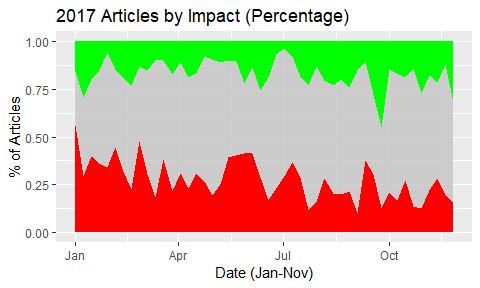 2017 Articles by Impact (Percentage)
1.00
0.75
0.50
0.25
0.00
% of Articles
Jan Apr Jul Oct
Date (Jan-Nov)